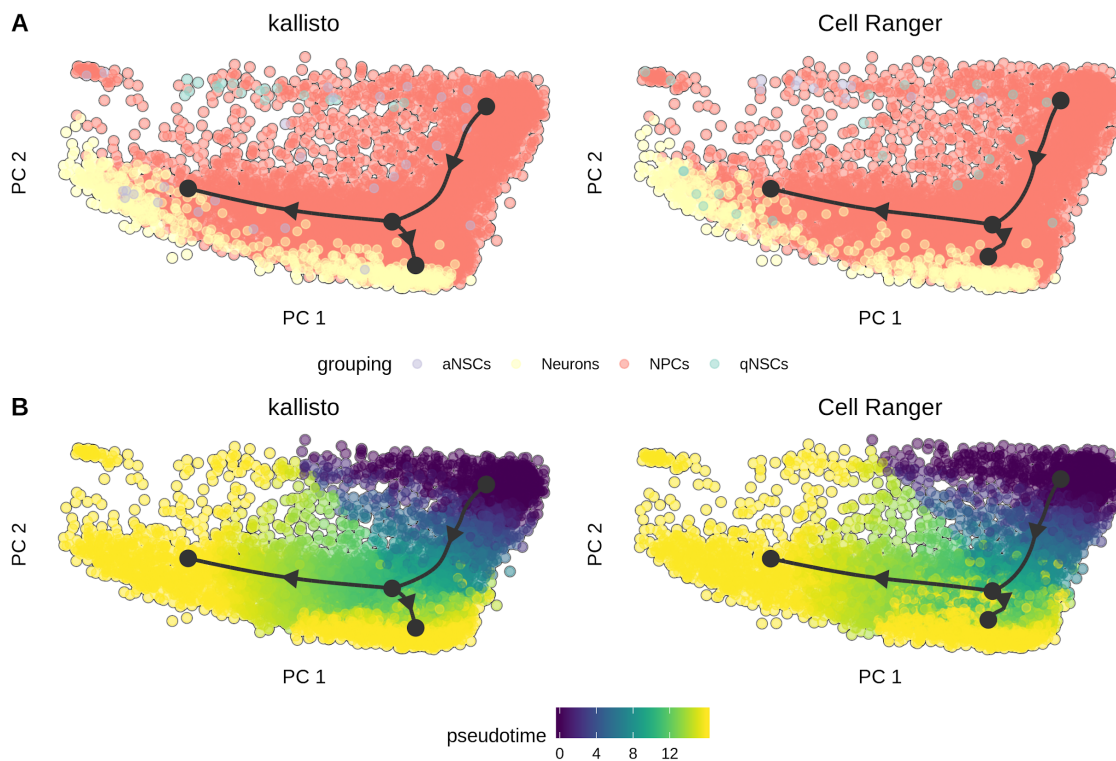 A
kallisto
Cell Ranger
PC 2
PC 2
PC 1
PC 1
grouping aNSCs Neurons NPCs qNSCs
B
kallisto
Cell Ranger
PC 2
PC 2
PC 1
PC 1
pseudotime
0 4 8 12